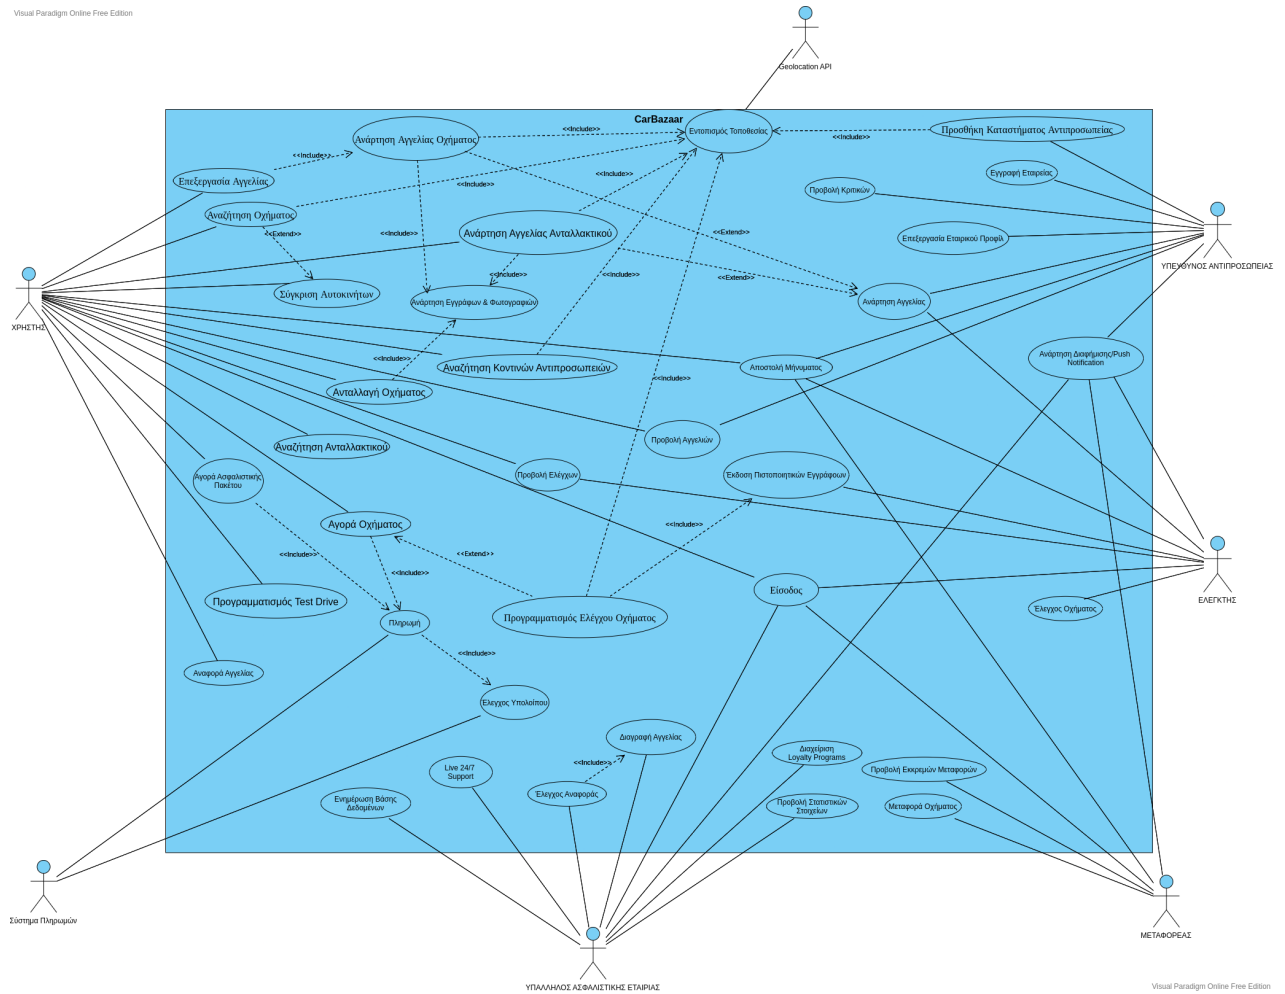 Visual Paradigm Online Free Edition
Geolocation API
CarBazaar
Ανάρτηση Αγγελίας Οχήματος
<<Include>>
Εντοπισμός Τοποθεσίας
<<Include>>
Προσθήκη Καταστήματος Αντιπροσωπείας
<<Include>>
Επεξεργασία Αγγελίας
<<Include>>
<<Include>>
Προβολή Κριτικών
Εγγραφή Εταιρείας
Αναζήτηση Οχήματος
<<Extend>>
<<Include>>
Ανάρτηση Αγγελίας Ανταλλακτικού
<<Extend>>
Επεξεργασία Εταιρικού Προφίλ
ΥΠΕΥΘΥΝΟΣ ΑΝΤΙΠΡΟΣΩΠΕΙΑΣ
<<Include>>
<<Include>>
<<Extend>>
Σύγκριση Αυτοκινήτων
Ανάρτηση Εγγράφων & Φωτογραφιών
Ανάρτηση Αγγελίας
ΧΡΗΣΤΗΣ
<<Include>>
Αναζήτηση Κοντινών Αντιπροσωπειών
Αποστολή Μήνυματος
Ανάρτηση Διαφήμισης/Push
Notification
<<Include>>
Ανταλλαγή Οχήματος
Αναζήτηση Ανταλλακτικού
Προβολή Αγγελιών
Αγορά Ασφαλιστικής
Πακέτου
Προβολή Ελέγχων
Έκδοση Πιστοποιητικών Εγγράφοων
Αγορά Οχήματος
<<Include>>
<<Include>>
<<Extend>>
<<Include>>
Προγραμματισμός Test Drive
Πληρωμή
Προγραμματισμός Ελέγχου Οχήματος
Είσοδος
Έλεγχος Οχήματος
ΕΛΕΓΚΤΗΣ
<<Include>>
Αναφορά Αγγελίας
Έλεγχος Υπολοίπου
Διαγραφή Αγγελίας
<<Include>>
Διαχείριση
Loyalty Programs
Προβολή Εκκρεμών Μεταφορών
Live 24/7
Support
Έλεγχος Αναφοράς
Ενημέρωση Βάσης
Δεδομένων
Προβολή Στατιστικών
Στοιχείων
Μεταφορά Οχήματος
Σύστημα Πληρωμών
ΜΕΤΑΦΟΡΕΑΣ
ΥΠΑΛΛΗΛΟΣ ΑΣΦΑΛΙΣΤΙΚΗΣ ΕΤΑΙΡΙΑΣ
Visual Paradigm Online Free Edition